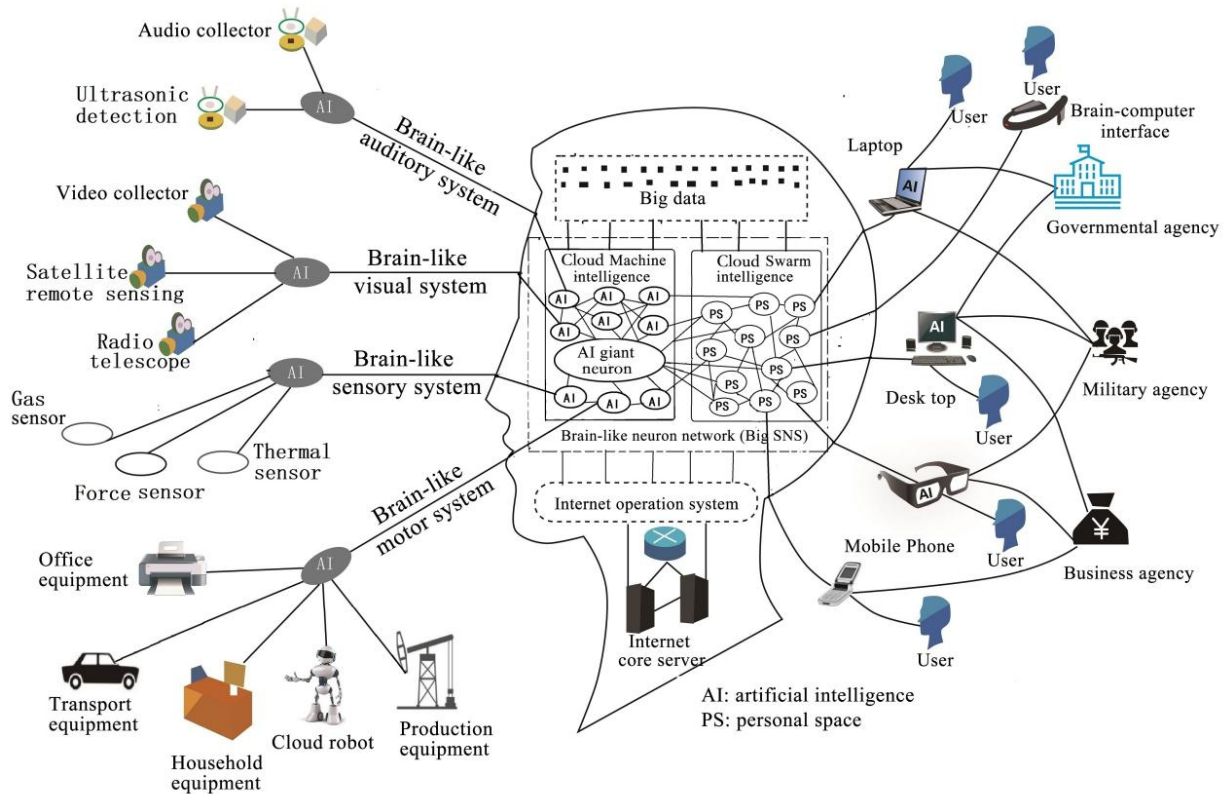 Audio collector
AI
Ultrasonic
detection
Brain-like
auditory system
Video collector
AI
Satellite
remote sensing
Brain-like
visual system
Radio
telescope
AI
Brain-like
sensory system
Gas
sensor
Thermal
sensor
Force sensor
Brain-like
motor system
Office
equipment
AI
Transport
equipment
Household
equipment
Cloud robot
Production
equipment
Big data
Cloud Machine
intelligence
AI
AI
AI
AI
AI
AI
AI giant
neuron
AI
AI
AI
Cloud Swarm
intelligence
PS
PS
PS
PS
PS
PS
PS
PS
PS
PS
PS
PS
Brain-like neuron network (Big SNS)
Internet operation system
Internet
core server
User
User
Brain-computer
interface
Laptop
AI
Governmental agency
AI
Desk top
User
Military agency
AI
User
Mobile Phone
Business agency
¥
User
AI: artificial intelligence
PS: personal space